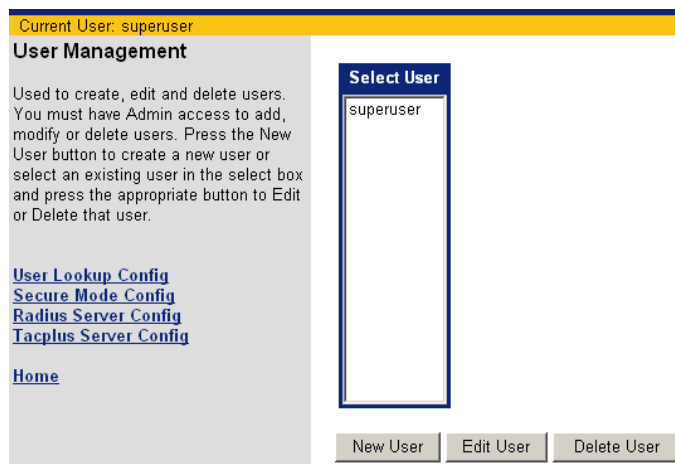 Current User: superuser
User Management
Used to create, edit and delete users.
You must have Admin access to add,
modify or delete users. Press the New
User button to create a new user or
select an existing user in the select box
and press the appropriate button to Edit
or Delete that user.
User Lookup Config
Secure Mode Config
Radius Server Config
Tacplus Server Config
Home
Select User
superuser
New User
Edit User
Delete User